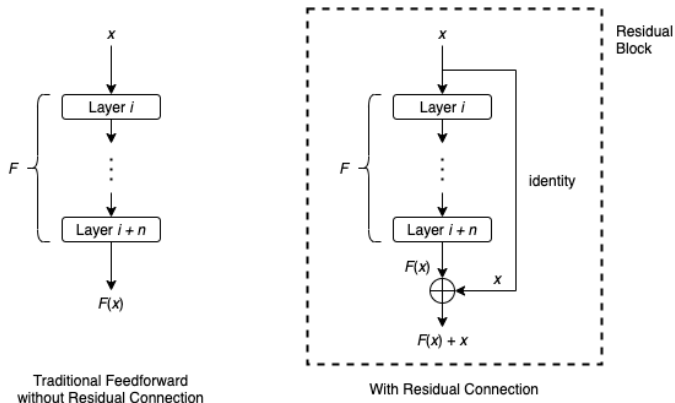 x
Layer i
F
Layer i + n
F(x)
Traditional Feedforward
without Residual Connection
x
Residual
Block
Layer i
F
identity
Layer i + n
F(x)
x
F(x) + x
With Residual Connection